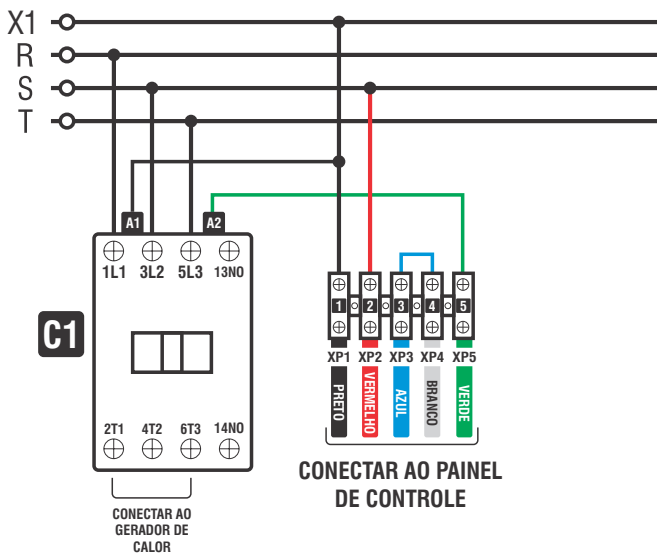 X1
R
S
T
A1 A2
1L1 3L2 5L3 13NO
C1
1 2 3 4 5
XP1 XP2 XP3 XP4 XP5
PRETO
VERMELHO
AZUL
BRANCO
VERDE
2T1 4T2 6T3 14NO
CONECTAR AO
GERADOR DE
CALOR
CONECTAR AO PAINEL
DE CONTROLE